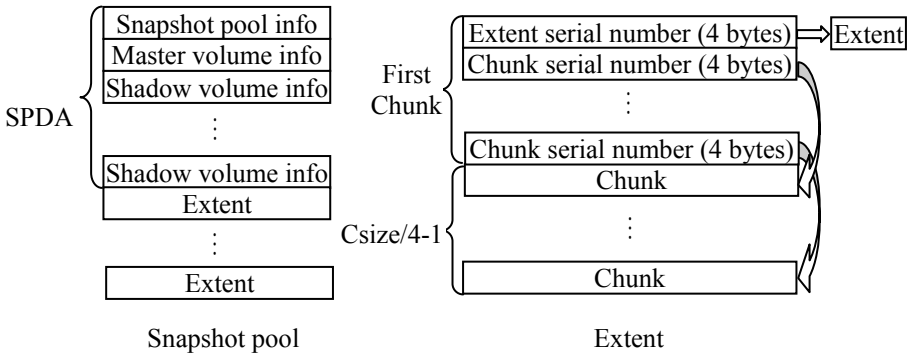 Snapshot pool info
Master volume info
Shadow volume info
⋮
Shadow volume info
Extent
⋮
Extent
SPDA
Snapshot pool
Extent serial number (4 bytes)
Extent
Chunk serial number (4 bytes)
⋮
Chunk serial number (4 bytes)
First
Chunk
Chunk
⋮
Chunk
Csize/4-1
Extent